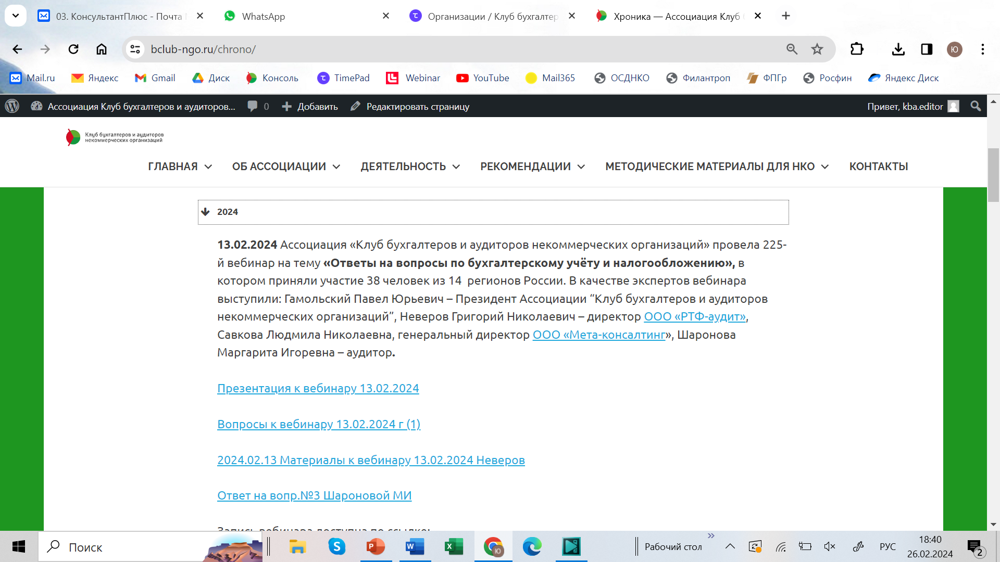 03. КонсультантПлюс - Почта
WhatsApp
Организации / Клуб бухгалтер
Хроника — Ассоциация Клуб
bclub-ngo.ru/chrono/
Ю
Mail.ru
Яндекс
Gmail
Диск
Консоль
TimePad
Webinar
YouTube
Mail365
ОСДНКО
Филантроп
ФПГр
Росфин
Яндекс Диск
Ассоциация Клуб бухгалтеров и аудиторов...
0
Добавить
Редактировать страницу
Привет, kba.editor
Клуб бухгалтеров и аудиторов
некоммерческих организаций
ГЛАВНАЯ
ОБ АССОЦИАЦИИ
ДЕЯТЕЛЬНОСТЬ
РЕКОМЕНДАЦИИ
МЕТОДИЧЕСКИЕ МАТЕРИАЛЫ ДЛЯ НКО
КОНТАКТЫ
2024
13.02.2024 Ассоциация «Клуб бухгалтеров и аудиторов некоммерческих организаций» провела 225-
й вебинар на тему «Ответы на вопросы по бухгалтерскому учёту и налогообложению», в
котором приняли участие 38 человек из 14 регионов России. В качестве экспертов вебинара
выступили: Гамольский Павел Юрьевич – Президент Ассоциации “Клуб бухгалтеров и аудиторов
некоммерческих организаций”, Неверов Григорий Николаевич – директор ООО «РТФ-аудит»,
Савкова Людмила Николаевна, генеральный директор ООО «Мета-консалтинг», Шаронова
Маргарита Игоревна – аудитор.
Презентация к вебинару 13.02.2024
Вопросы к вебинару 13.02.2024 г (1)
2024.02.13 Материалы к вебинару 13.02.2024 Неверов
Ответ на вопр.№3 Шароновой МИ
Запись вебинара доступна по ссылке:
Поиск
Рабочий стол
РУС
18:40
26.02.2024
2